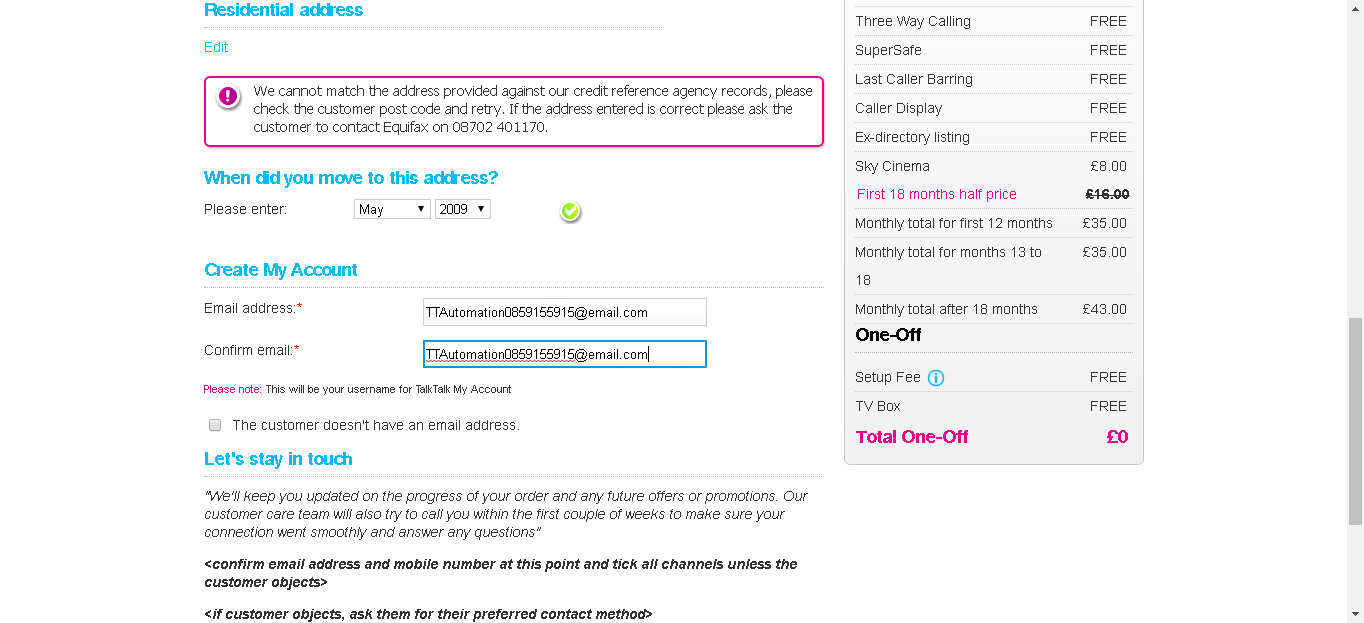 Residential address
Edit
We cannot match the address provided against our credit reference agency records, please
check the customer post code and retry. If the address entered is correct please ask the
customer to contact Equifax on 08702 401170.
When did you move to this address?
Please enter: May 2009
Create My Account
Email address:* TTAutomation0859155915@email.com
Confirm email:* TTAutomation0859155915@email.com
Please note: This will be your username for TalkTalk My Account
The customer doesn't have an email address.
Let's stay in touch
"We'll keep you updated on the progress of your order and any future offers or promotions. Our
customer care team will also try to call you within the first couple of weeks to make sure your
connection went smoothly and answer any questions"
<confirm email address and mobile number at this point and tick all channels unless the
customer objects>
<if customer objects, ask them for their preferred contact method>
Three Way Calling FREE
SuperSafe FREE
Last Caller Barring FREE
Caller Display FREE
Ex-directory listing FREE
Sky Cinema £8.00
First 18 months half price £16.00
Monthly total for first 12 months £35.00
Monthly total for months 13 to £35.00
18
Monthly total after 18 months £43.00
One-Off
Setup Fee FREE
TV Box FREE
Total One-Off £0